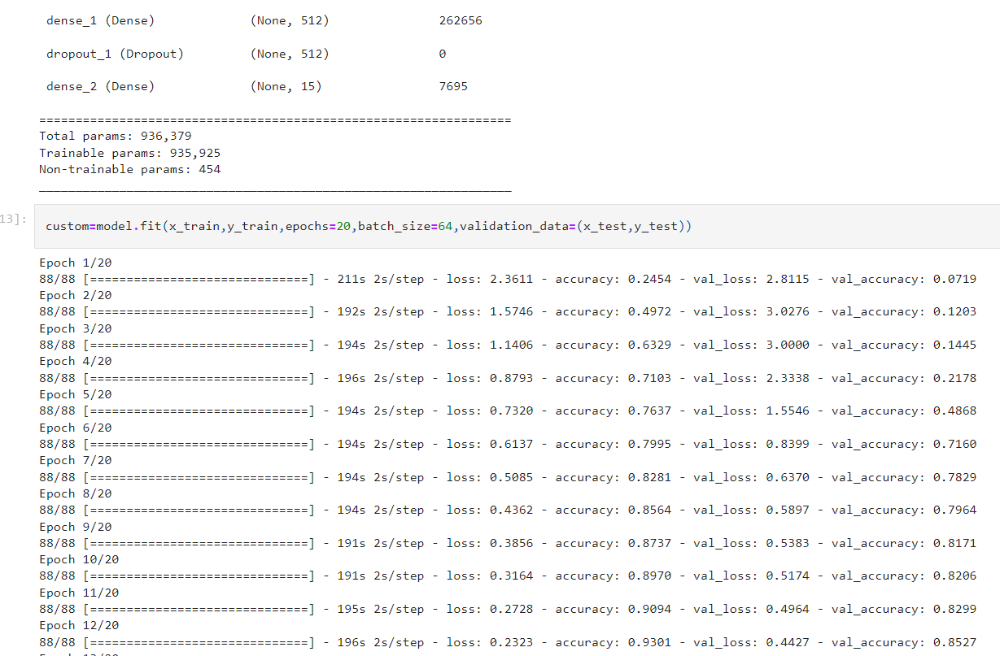 dense_1 (Dense) (None, 512) 262656
dropout_1 (Dropout) (None, 512) 0
dense_2 (Dense) (None, 15) 7695
=================================================================
Total params: 936,379
Trainable params: 935,925
Non-trainable params: 454
_________________________________________________________________
13]: custom=model.fit(x_train,y_train,epochs=20,batch_size=64,validation_data=(x_test,y_test))
Epoch 1/20
88/88 [==============================] - 211s 2s/step - loss: 2.3611 - accuracy: 0.2454 - val_loss: 2.8115 - val_accuracy: 0.0719
Epoch 2/20
88/88 [==============================] - 192s 2s/step - loss: 1.5746 - accuracy: 0.4972 - val_loss: 3.0276 - val_accuracy: 0.1203
Epoch 3/20
88/88 [==============================] - 194s 2s/step - loss: 1.1406 - accuracy: 0.6329 - val_loss: 3.0000 - val_accuracy: 0.1445
Epoch 4/20
88/88 [==============================] - 196s 2s/step - loss: 0.8793 - accuracy: 0.7103 - val_loss: 2.3338 - val_accuracy: 0.2178
Epoch 5/20
88/88 [==============================] - 194s 2s/step - loss: 0.7320 - accuracy: 0.7637 - val_loss: 1.5546 - val_accuracy: 0.4868
Epoch 6/20
88/88 [==============================] - 194s 2s/step - loss: 0.6137 - accuracy: 0.7995 - val_loss: 0.8399 - val_accuracy: 0.7160
Epoch 7/20
88/88 [==============================] - 194s 2s/step - loss: 0.5085 - accuracy: 0.8281 - val_loss: 0.6370 - val_accuracy: 0.7829
Epoch 8/20
88/88 [==============================] - 194s 2s/step - loss: 0.4362 - accuracy: 0.8564 - val_loss: 0.5897 - val_accuracy: 0.7964
Epoch 9/20
88/88 [==============================] - 191s 2s/step - loss: 0.3856 - accuracy: 0.8737 - val_loss: 0.5383 - val_accuracy: 0.8171
Epoch 10/20
88/88 [==============================] - 191s 2s/step - loss: 0.3164 - accuracy: 0.8970 - val_loss: 0.5174 - val_accuracy: 0.8206
Epoch 11/20
88/88 [==============================] - 195s 2s/step - loss: 0.2728 - accuracy: 0.9094 - val_loss: 0.4964 - val_accuracy: 0.8299
Epoch 12/20
88/88 [==============================] - 196s 2s/step - loss: 0.2323 - accuracy: 0.9301 - val_loss: 0.4427 - val_accuracy: 0.8527